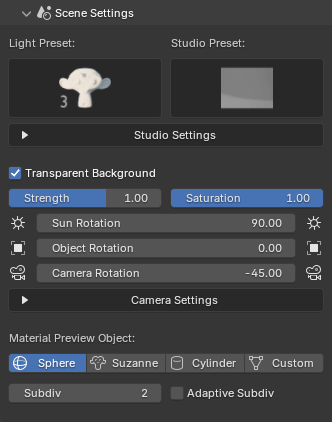 Scene Settings
Light Preset: Studio Preset:
3
Studio Settings
Transparent Background
Strength 1.00 Saturation 1.00
Sun Rotation 90.00
Object Rotation 0.00
Camera Rotation -45.00
Camera Settings
Material Preview Object:
Sphere Suzanne Cylinder Custom
Subdiv 2 Adaptive Subdiv